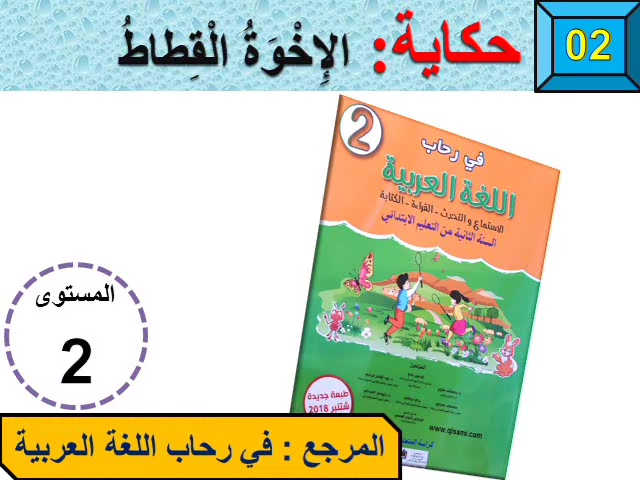 حكاية: الإِخْوَةُ الْقِطاطُ
02
2
في رحاب
اللغة العربية
الاستماع والتحدث - القراءة - الكتابة
السنة الثانية من التعليم الابتدائي
المستوى
2
المؤلفون
طبعة جديدة
شتنبر 2018
www.qisami.com
المرجع : في رحاب اللغة العربية